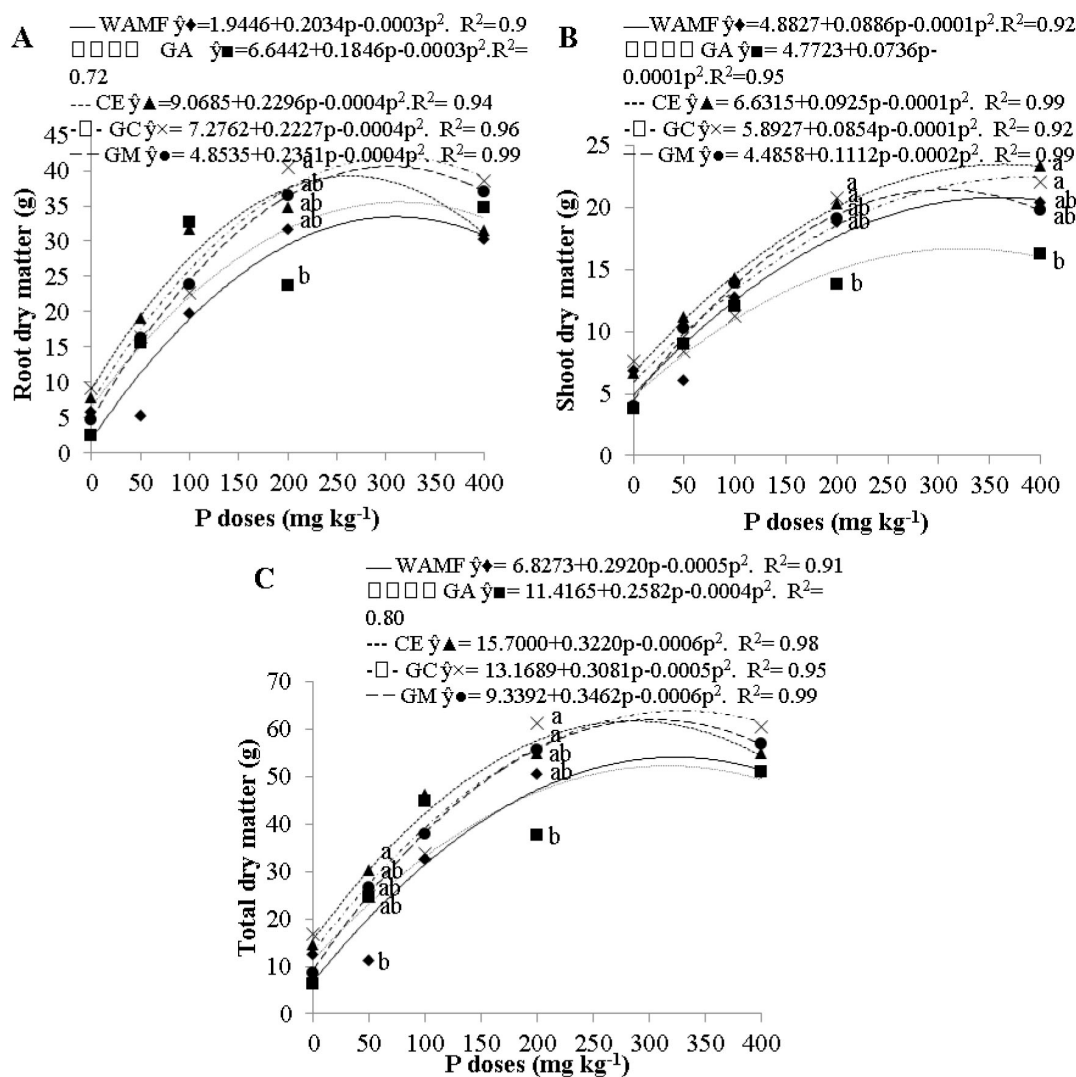 A
— WAMF ŷ♦=1.9446+0.2034p-0.0003p². R²= 0.9
□□□□ GA ŷ■=6.6442+0.1846p-0.0003p².R²=
0.72
----- CE ŷ▲=9.0685+0.2296p-0.0004p². R²= 0.94
-□- GC ŷ×= 7.2762+0.2227p-0.0004p². R²= 0.96
— — GM ŷ●= 4.8535+0.2351p-0.0004p². R²= 0.99
Root dry matter (g)
45
40
35
30
25
20
15
10
5
0
a
ab
ab
ab
b
0 50 100 150 200 250 300 350 400
P doses (mg kg⁻¹)
B
— WAMF ŷ♦=4.8827+0.0886p-0.0001p².R²=0.92
□□□□ GA ŷ■= 4.7723+0.0736p-
0.0001p².R²=0.95
----- CE ŷ▲= 6.6315+0.0925p-0.0001p². R²= 0.99
-□- GC ŷ×= 5.8927+0.0854p-0.0001p². R²= 0.92
— — GM ŷ●= 4.4858+0.1112p-0.0002p². R²= 0.99
Shoot dry matter (g)
25
20
15
10
5
0
a
a
ab
ab
b
a
a
ab
ab
b
0 50 100 150 200 250 300 350 400
P doses (mg kg⁻¹)
C
— WAMF ŷ♦= 6.8273+0.2920p-0.0005p². R²= 0.91
□□□□ GA ŷ■= 11.4165+0.2582p-0.0004p². R²=
0.80
----- CE ŷ▲= 15.7000+0.3220p-0.0006p². R²= 0.98
-□- GC ŷ×= 13.1689+0.3081p-0.0005p². R²= 0.95
— — GM ŷ●= 9.3392+0.3462p-0.0006p². R²= 0.99
Total dry matter (g)
70
60
50
40
30
20
10
0
a
ab
ab
ab
b
a
a
ab
ab
b
0 50 100 150 200 250 300 350 400
P doses (mg kg⁻¹)